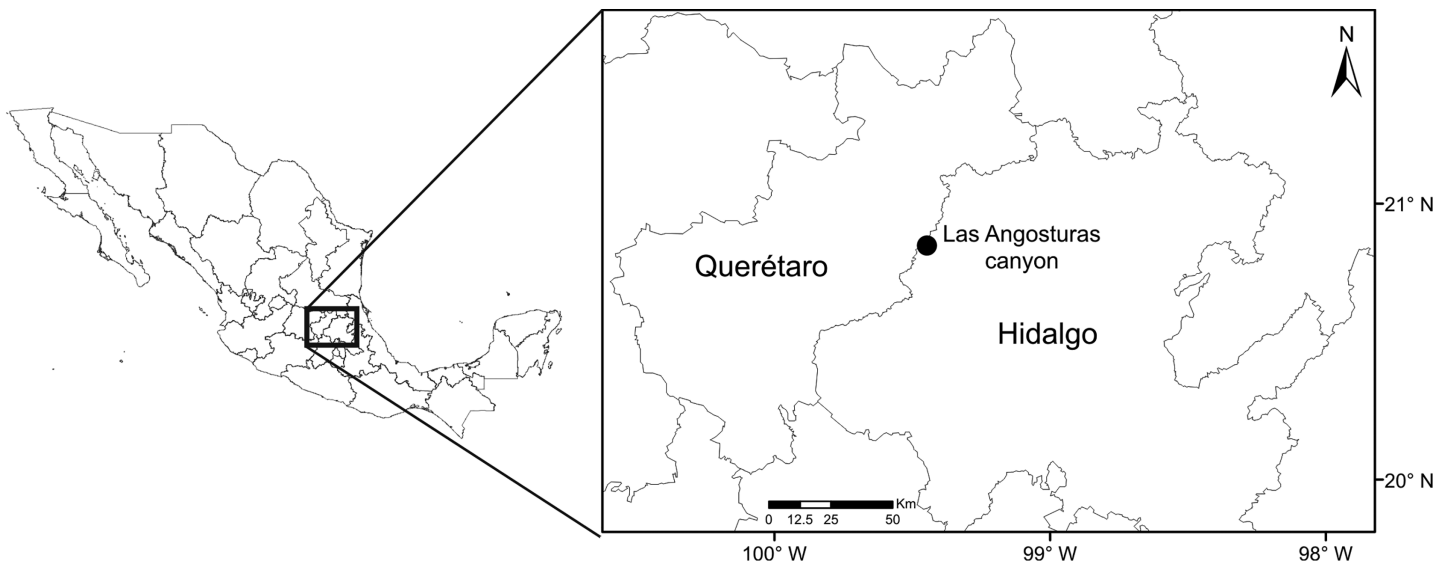 N
21° N
Las Angosturas
canyon
Querétaro
Hidalgo
20° N
Km
0 12.5 25 50
100° W 99° W 98° W